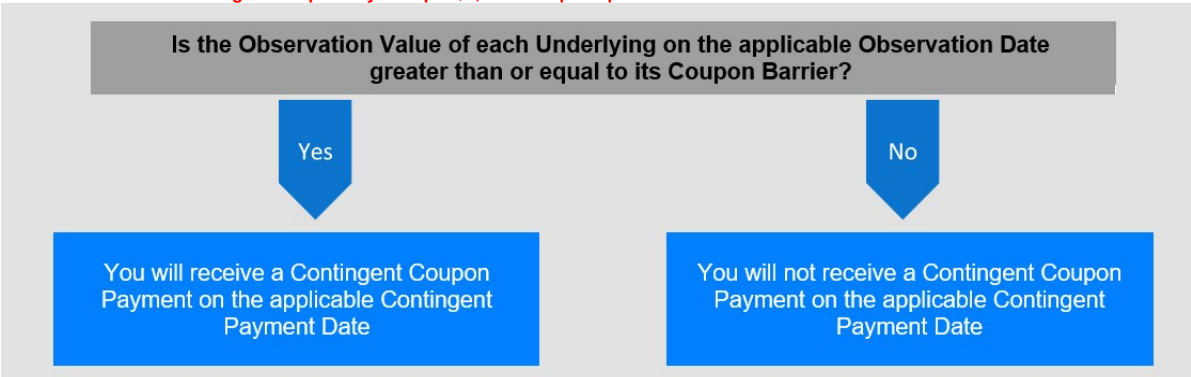 Is the Observation Value of each Underlying on the applicable Observation Date
greater than or equal to its Coupon Barrier?
Yes
No
You will receive a Contingent Coupon
Payment on the applicable Contingent
Payment Date
You will not receive a Contingent Coupon
Payment on the applicable Contingent
Payment Date